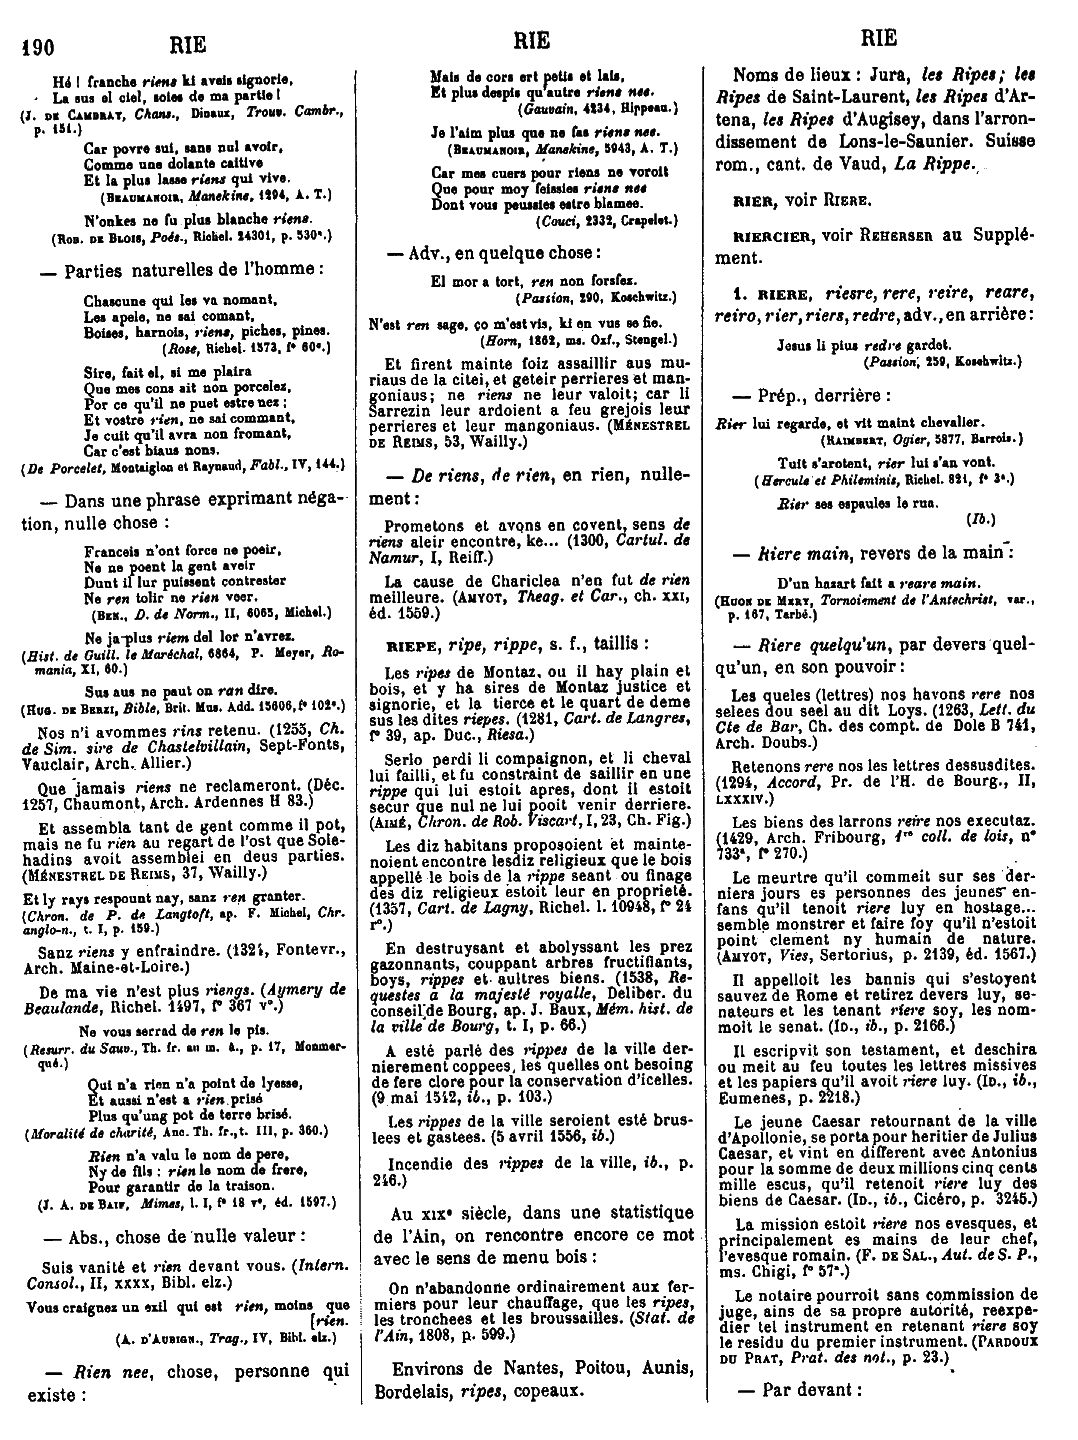 190 RIE RIE RIE
Hé ! franche riens ki aveis signorie,
La sus el ciel, soies de ma partie !
(J. DE CAMBRAY, Chans., Dinaux, Trouv. Cambr.,
p. 151.)
Car povre sui, sans nul avoir,
Comme une dolante caitive
Et la plus lasse riens qui vive.
(BEAUMANOIR, Manekine, 1294, A. T.)
N'onkes ne fu plus blanche riens.
(ROB. DE BLOIS, Poés., Richel. 24301, p. 530ª.)
— Parties naturelles de l'homme :
Chascune qui les va nomant,
Les apele, ne sai comant,
Boises, harnois, riens, piches, pines.
(Rose, Richel. 1573, fº 60ª.)
Sire, fait el, si me plaira
Que mes cons ait non porcelez,
Por ce qu'il ne puet estre nez ;
Et vostre rien, ne sai commant,
Je cuit qu'il avra non fromant,
Car c'est biaus nons.
(De Porcelet, Montaiglon et Raynaud, Fabl., IV, 144.)
— Dans une phrase exprimant néga-
tion, nulle chose :
Franceis n'ont force ne poeir,
Ne ne poent la gent aveir
Dunt il lur puissent contrester
Ne ren tolir ne rien veer.
(BEN., D. de Norm., II, 6065, Michel.)
Ne ja plus riem del lor n'avrez.
(Hist. de Guill. le Maréchal, 6864, P. Meyer, Ro-
mania, XI, 60.)
Sus aus ne paut on ran dire.
(HUG. DE BERZI, Bible, Brit. Mus. Add. 15606, fº 102ª.)
Nos n'i avommes rins retenu. (1255, Ch.
de Sim. sire de Chastelvillain, Sept-Fonts,
Vauclair, Arch. Allier.)
Que jamais riens ne reclameront. (Déc.
1257, Chaumont, Arch. Ardennes H 83.)
Et assembla tant de gent comme il pot,
mais ne fu rien au regart de l'ost que Sole-
hadins avoit assemblei en deus parties.
(MÉNESTREL DE REIMS, 37, Wailly.)
Et ly rays respount nay, sanz ren granter.
(Chron. de P. de Langtoft, ap. F. Michel, Chr.
anglo-n., t. I, p. 159.)
Sanz riens y enfraindre. (1324, Fontevr.,
Arch. Maine-et-Loire.)
De ma vie n'est plus riengs. (Aymery de
Beaulande, Richel. 1497, fº 367 vº.)
Ne vous serrad de ren le pis.
(Resurr. du Sauv., Th. fr. au m. â., p. 17, Monmer-
qué.)
Qui n'a rien n'a point de lyesse,
Et aussi n'est a rien prisé
Plus qu'ung pot de terre brisé.
(Moralité de charité, Anc. Th. fr., t. III, p. 360.)
Rien n'a valu le nom de pere,
Ny de fils : rien le nom de frere,
Pour garantir de la traison.
(J. A. DE BAIF, Mimes, l. I, fº 18 vº, éd. 1597.)
— Abs., chose de nulle valeur :
Suis vanité et rien devant vous. (Intern.
Consol., II, xxxx, Bibl. elz.)
Vous craignez un exil qui est rien, moins que
[rien.
(A. D'AUBIGN., Trag., IV, Bibl. elz.)
— Rien nee, chose, personne qui
existe :
Mais de cors ert petis et lais,
Et plus despis qu'autre riens nee.
(Gauvain, 4234, Hippeau.)
Je l'aim plus que ne fas riens nee.
(BEAUMANOIR, Manekine, 5943, A. T.)
Car mes cuers pour riens ne voroit
Que pour moy feissies riens nee
Dont vous peussies estre blamee.
(Couci, 2332, Crapelet.)
— Adv., en quelque chose :
El mor a tort, ren non forsfez.
(Passion, 290, Koschwitz.)
N'est ren sage, ço m'est vis, ki en vus se fie.
(Horn, 1862, ms. Oxf., Stengel.)
Et firent mainte foiz assaillir aus mu-
riaus de la citei, et geteir perrieres et man-
goniaus ; ne riens ne leur valoit ; car li
Sarrezin leur ardoient a feu grejois leur
perrieres et leur mangoniaus. (MÉNESTREL
DE REIMS, 53, Wailly.)
— De riens, de rien, en rien, nulle-
ment :
Prometons et avons en covent, sens de
riens aleir encontre, ke... (1300, Cartul. de
Namur, I, Reiff.)
La cause de Chariclea n'en fut de rien
meilleure. (AMYOT, Theag. et Car., ch. XXI,
éd. 1559.)
RIEPE, ripe, rippe, s. f., taillis :
Les ripes de Montaz, ou il hay plain et
bois, et y ha sires de Montaz justice et
signorie, et la tierce et le quart de deme
sus les dites riepes. (1281, Cart. de Langres,
fº 39, ap. Duc., Riesa.)
Serlo perdi li compaignon, et li cheval
lui failli, et fu constraint de saillir en une
rippe qui lui estoit apres, dont il estoit
secur que nul ne lui pooit venir derriere.
(AIMÉ, Chron. de Rob. Viscart, I, 23, Ch. Fig.)
Les diz habitans proposoient et mainte-
noient encontre lesdiz religieux que le bois
appellé le bois de la rippe seant ou finage
des diz religieux estoit leur en proprieté.
(1357, Cart. de Lagny, Richel. l. 10948, fº 24
rº.)
En destruysant et abolyssant les prez
gazonnants, couppant arbres fructifiants,
boys, rippes et aultres biens. (1538, Re-
questes a la majesté royalle, Deliber. du
conseil de Bourg, ap. J. Baux, Mém. hist. de
la ville de Bourg, t. I, p. 66.)
A esté parlé des rippes de la ville der-
nierement coppees, les quelles ont besoing
de fere clore pour la conservation d'icelles.
(9 mai 1542, ib., p. 103.)
Les rippes de la ville seroient esté brus-
lees et gastees. (5 avril 1556, ib.)
Incendie des rippes de la ville, ib., p.
246.)
Au XIXᵉ siècle, dans une statistique
de l'Ain, on rencontre encore ce mot
avec le sens de menu bois :
On n'abandonne ordinairement aux fer-
miers pour leur chauffage, que les ripes,
les tronchees et les broussailles. (Stat. de
l'Ain, 1808, p. 599.)
Environs de Nantes, Poitou, Aunis,
Bordelais, ripes, copeaux.
Noms de lieux : Jura, les Ripes ; les
Ripes de Saint-Laurent, les Ripes d'Ar-
tena, les Ripes d'Augisey, dans l'arron-
dissement de Lons-le-Saunier. Suisse
rom., cant. de Vaud, La Rippe.
RIER, voir RIERE.
RIERCIER, voir REHERSER au Supplé-
ment.
1. RIERE, riesre, rere, reire, reare,
reiro, rier, riers, redre, adv., en arrière :
Jesus li pius redre gardet.
(Passion, 259, Koschwitz.)
— Prép., derrière :
Rier lui regarde, et vit maint chevalier.
(RAIMBERT, Ogier, 5877, Barrois.)
Tuit s'arotent, rier lui s'an vont.
(Hercule et Phileminis, Richel. 821, fº 3ª.)
Rier ses espaules le rua.
(Ib.)
— Riere main, revers de la main :
D'un hazart fait a reare main.
(HUON DE MERY, Tornoiement de l'Antechrist, var.,
p. 167, Tarbé.)
— Riere quelqu'un, par devers quel-
qu'un, en son pouvoir :
Les queles (lettres) nos havons rere nos
selees dou seel au dit Loys. (1263, Lett. du
Cte de Bar, Ch. des compt. de Dole B 741,
Arch. Doubs.)
Retenons rere nos les lettres dessusdites.
(1294, Accord, Pr. de l'H. de Bourg., II,
LXXXIV.)
Les biens des larrons reire nos executaz.
(1429, Arch. Fribourg, 1ʳᵉ coll. de lois, nº
733ª, fº 270.)
Le meurtre qu'il commeit sur ses der-
niers jours es personnes des jeunes en-
fans qu'il tenoit riere luy en hostage...
semble monstrer et faire foy qu'il n'estoit
point clement ny humain de nature.
(AMYOT, Vies, Sertorius, p. 2139, éd. 1567.)
Il appelloit les bannis qui s'estoyent
sauvez de Rome et retirez devers luy, se-
nateurs et les tenant riere soy, les nom-
moit le senat. (ID., ib., p. 2166.)
Il escripvit son testament, et deschira
ou meit au feu toutes les lettres missives
et les papiers qu'il avoit riere luy. (ID., ib.,
Eumenes, p. 2218.)
Le jeune Caesar retournant de la ville
d'Apollonie, se porta pour heritier de Julius
Caesar, et vint en different avec Antonius
pour la somme de deux millions cinq cents
mille escus, qu'il retenoit riere luy des
biens de Caesar. (ID., ib., Cicéro, p. 3245.)
La mission estoit riere nos evesques, et
principalement es mains de leur chef,
l'evesque romain. (F. DE SAL., Aut. de S. P.,
ms. Chigi, fº 57ª.)
Le notaire pourroit sans commission de
juge, ains de sa propre autorité, reexpe-
dier tel instrument en retenant riere soy
le residu du premier instrument. (PARDOUX
DU PRAT, Prat. des not., p. 23.)
— Par devant :